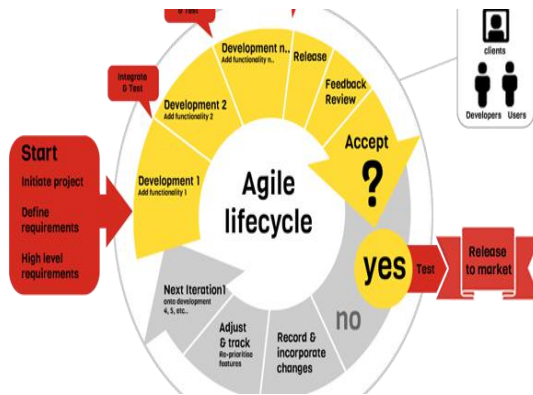 & Test
Development n..
Add functionality n..
Release
Feedback
Review
Integrate
& Test
Development 2
Add functionality 2
Development 1
Add functionality 1
Start
Initiate project
Define
requirements
High level
requirements
Agile
lifecycle
Accept
?
yes
Test
Release
to market
no
Record &
incorporate
changes
Adjust
& track
Re-prioritise
features
Next Iteration1
onto development
4, 5, etc..
clients
Developers Users